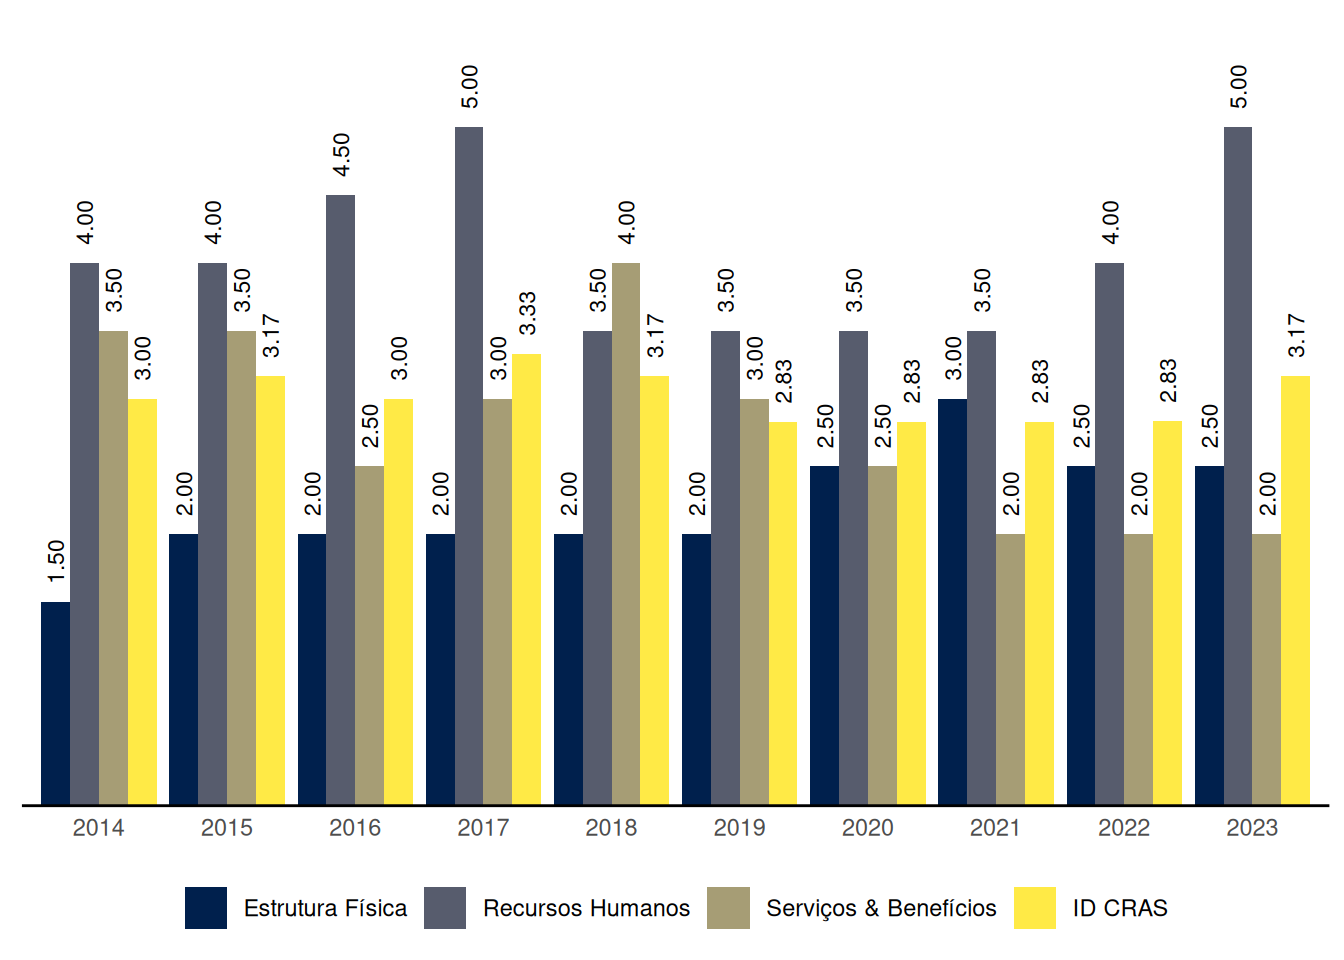 5.00 5.00
4.50
4.00 4.00 4.00 4.00
3.50 3.50 3.50 3.50 3.50 3.50
3.33
3.17 3.17 3.17
3.00 3.00 3.00 3.00 3.00
2.83 2.83 2.83 2.83
2.50 2.50 2.50 2.50 2.50
2.00 2.00 2.00 2.00 2.00 2.00 2.00 2.00
1.50
2014 2015 2016 2017 2018 2019 2020 2021 2022 2023
Estrutura Física Recursos Humanos Serviços & Benefícios ID CRAS